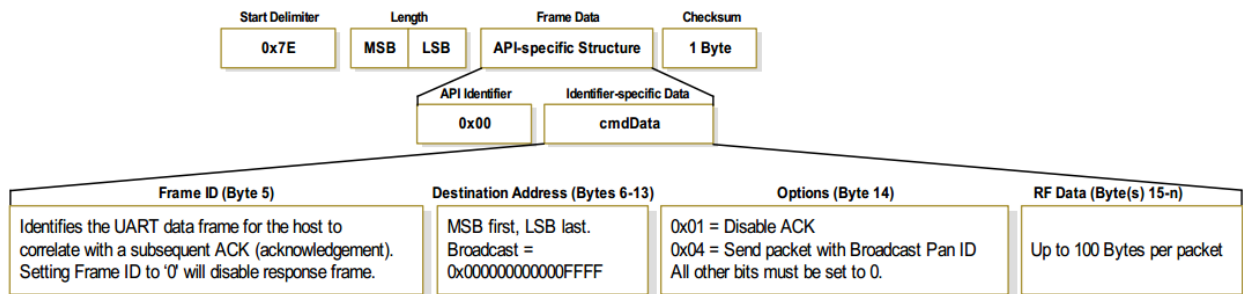 Start Delimiter Length Frame Data Checksum
0x7E MSB LSB API-specific Structure 1 Byte
API Identifier Identifier-specific Data
0x00 cmdData
Frame ID (Byte 5)
Identifies the UART data frame for the host to
correlate with a subsequent ACK (acknowledgement).
Setting Frame ID to ‘0’ will disable response frame.
Destination Address (Bytes 6-13)
MSB first, LSB last.
Broadcast =
0x000000000000FFFF
Options (Byte 14)
0x01 = Disable ACK
0x04 = Send packet with Broadcast Pan ID
All other bits must be set to 0.
RF Data (Byte(s) 15-n)
Up to 100 Bytes per packet